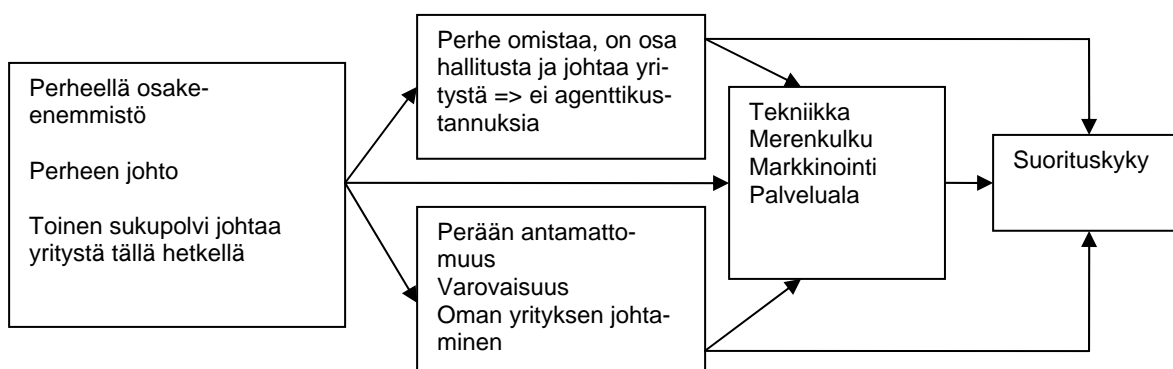 Perheellä osake-
enemmistö
Perheen johto
Toinen sukupolvi johtaa
yritystä tällä hetkellä
Perhe omistaa, on osa
hallitusta ja johtaa yri-
tystä => ei agenttikus-
tannuksia
Perään antamatto-
muus
Varovaisuus
Oman yrityksen johta-
minen
Tekniikka
Merenkulku
Markkinointi
Palveluala
Suorituskyky